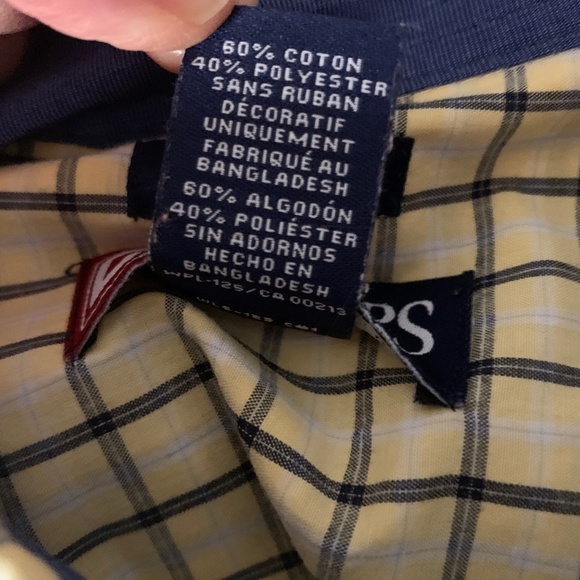 60% COTON
40% POLYESTER
SANS RUBAN
DÉCORATIF
UNIQUEMENT
FABRIQUÉ AU
BANGLADESH
60% ALGODÓN
40% POLIÉSTER
SIN ADORNOS
HECHO EN
BANGLADESH
WPL-125/CA 00213
PS